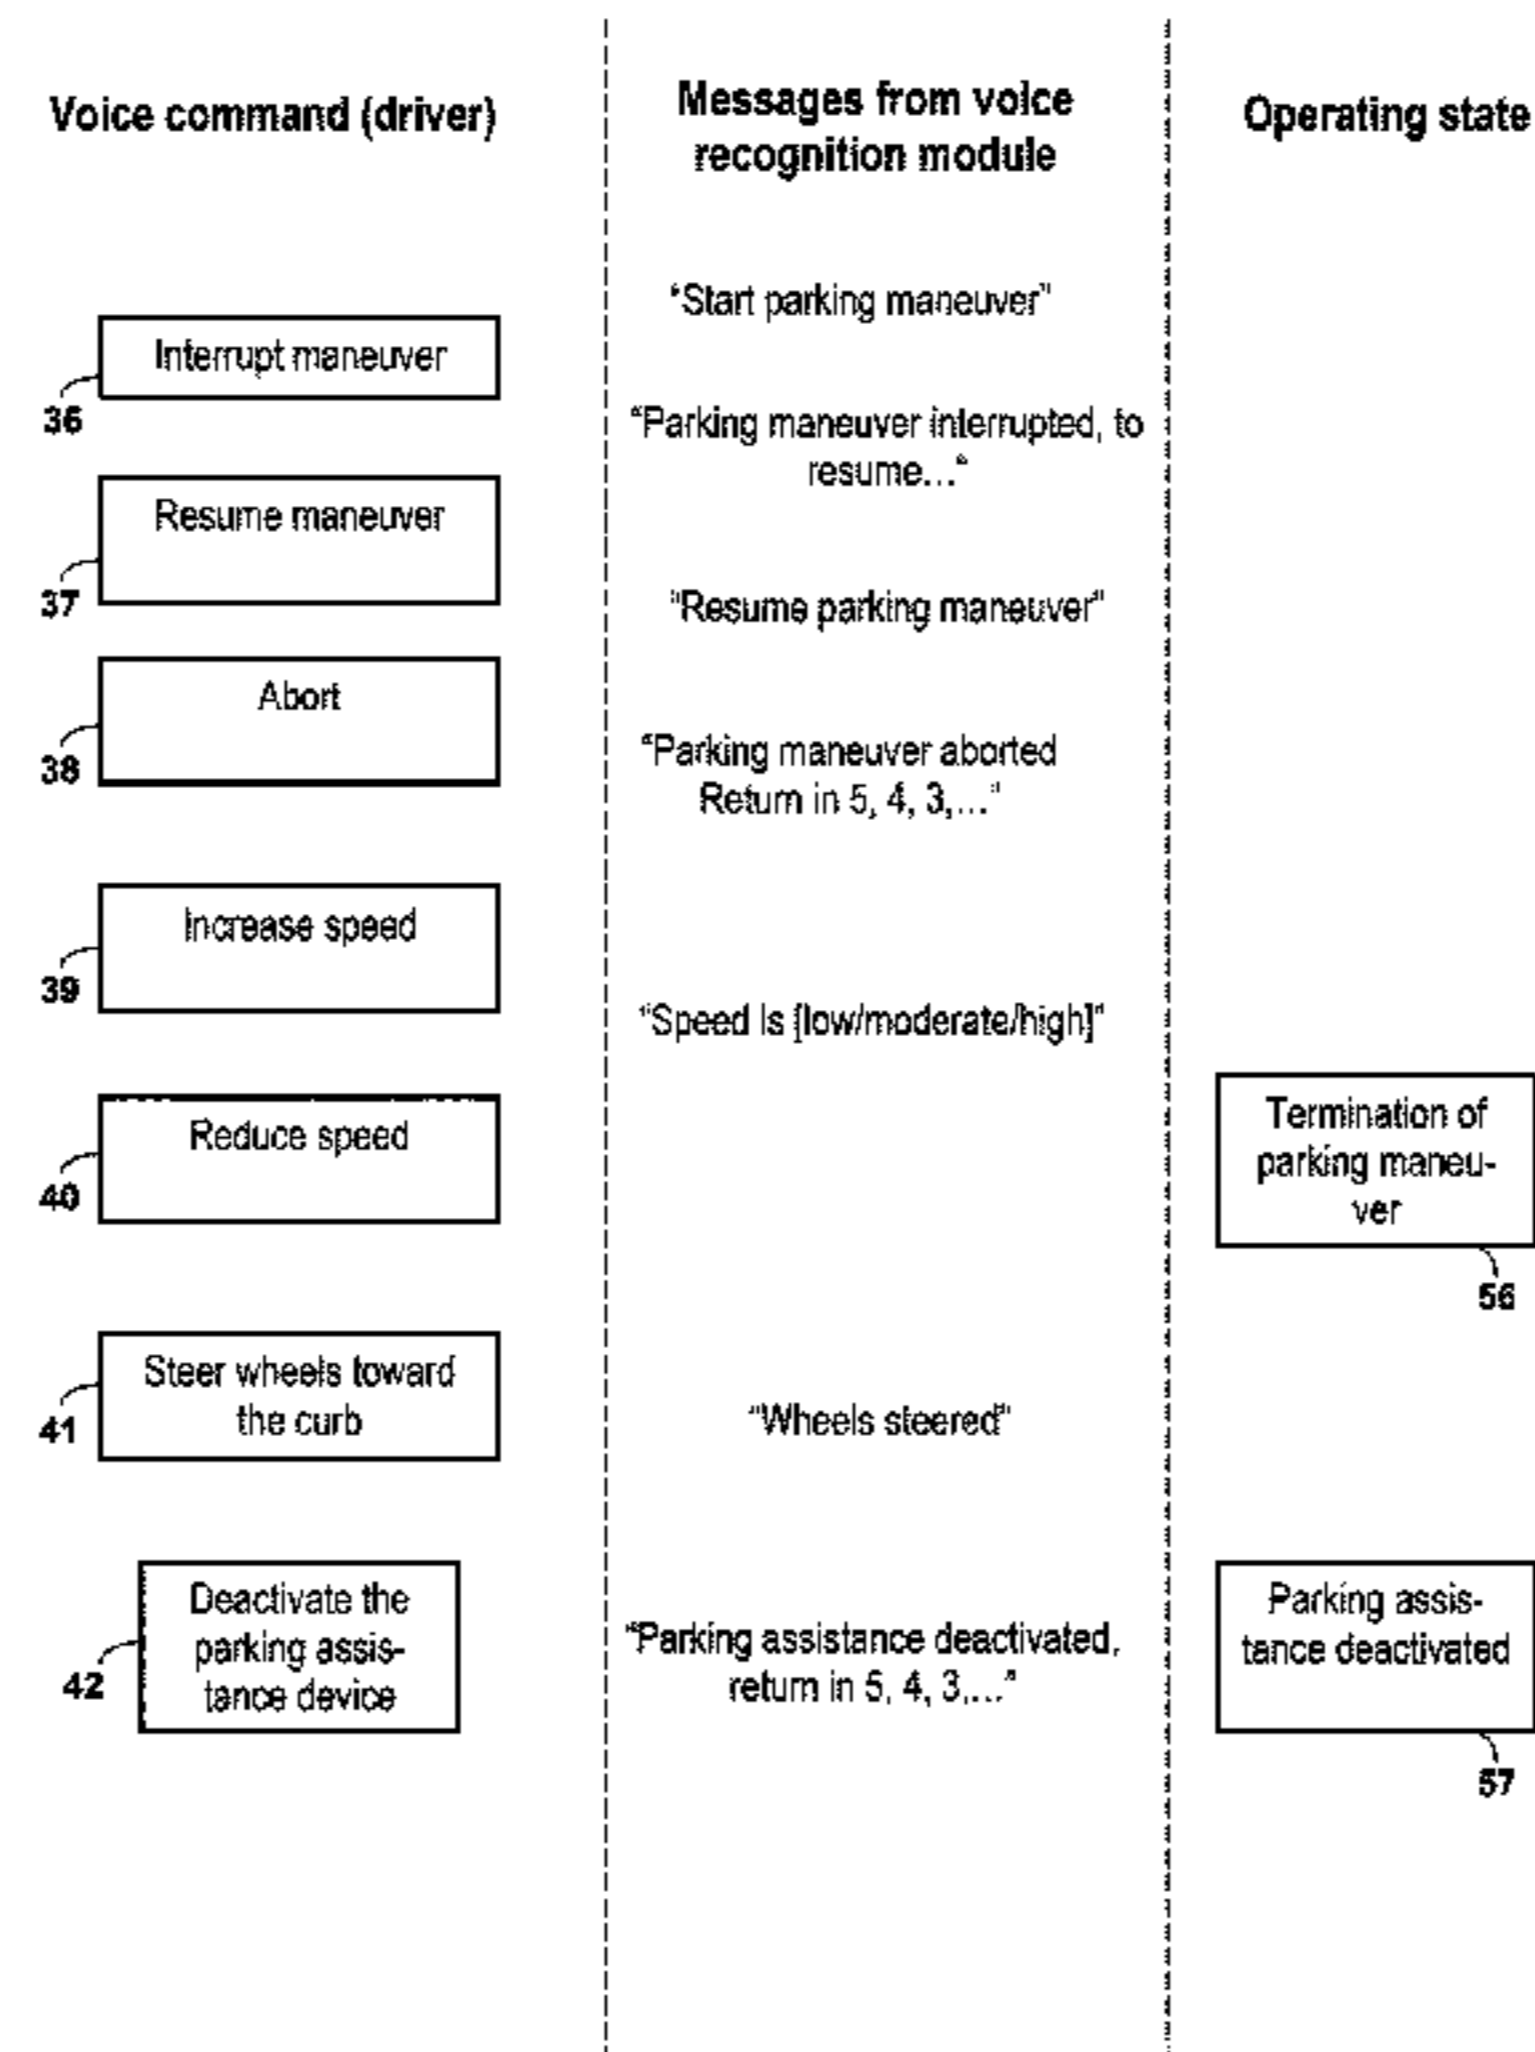 Voice command (driver)
Messages from voice
recognition module
Operating state
"Start parking maneuver"
Interrupt maneuver
36
"Parking maneuver interrupted, to
resume..."
Resume maneuver
37
"Resume parking maneuver"
Abort
38
"Parking maneuver aborted
Return in 5, 4, 3,..."
Increase speed
39
"Speed Is [low/moderate/high]"
Reduce speed
40
Termination of
parking maneu-
ver
56
Steer wheels toward
the curb
41
"Wheels steered"
Deactivate the
parking assis-
tance device
42
"Parking assistance deactivated,
return in 5, 4, 3,..."
Parking assis-
tance deactivated
57